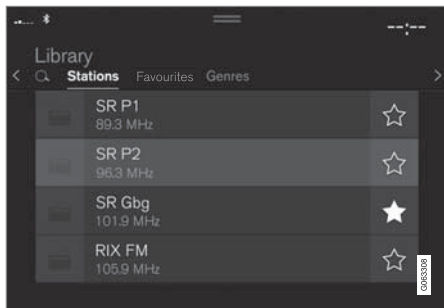 --:--
Library
Stations Favourites Genres
SR P1
89.3 MHz
SR P2
96.3 MHz
SR Gbg
101.9 MHz
RIX FM
105.9 MHz
G063308